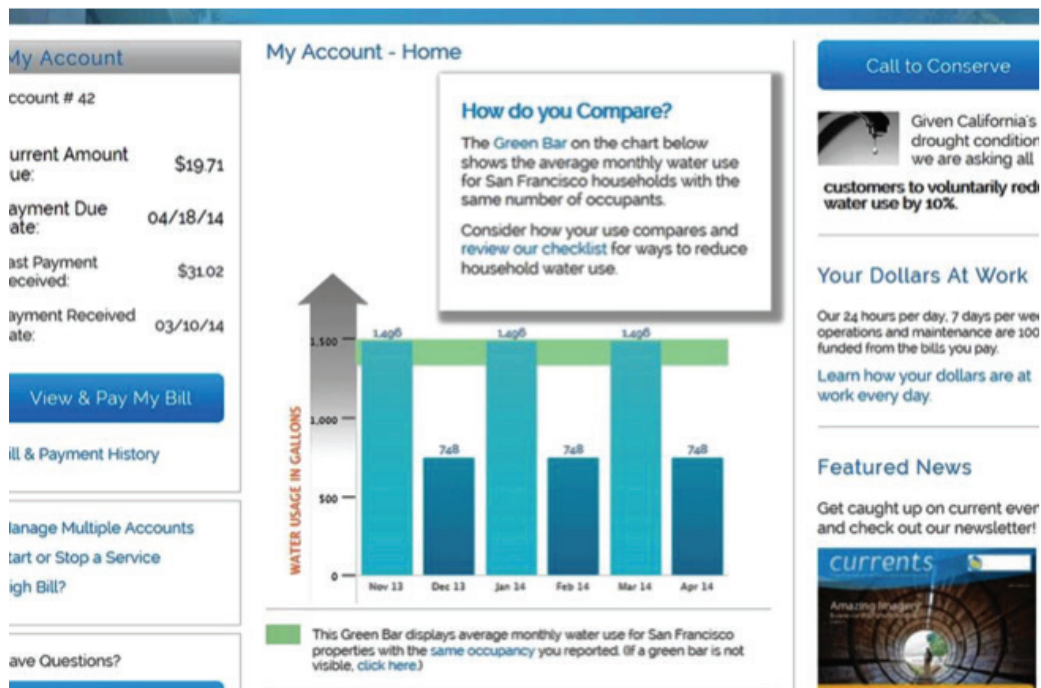 My Account
ccount # 42
urrent Amount
ue:
$19.71
ayment Due
ate:
04/18/14
ast Payment
eceived:
$31.02
ayment Received
ate:
03/10/14
View & Pay My Bill
ill & Payment History
Manage Multiple Accounts
tart or Stop a Service
igh Bill?
ave Questions?
My Account - Home
How do you Compare?
The Green Bar on the chart below
shows the average monthly water use
for San Francisco households with the
same number of occupants.
Consider how your use compares and
review our checklist for ways to reduce
household water use.
WATER USAGE IN GALLONS
1,500
1,000
500
0
1,496
748
1,496
748
1,496
748
Nov 13
Dec 13
Jan 14
Feb 14
Mar 14
Apr 14
This Green Bar displays average monthly water use for San Francisco
properties with the same occupancy you reported. (If a green bar is not
visible, click here.)
Call to Conserve
Given California's
drought condition
we are asking all
customers to voluntarily redu
water use by 10%.
Your Dollars At Work
Our 24 hours per day, 7 days per wee
operations and maintenance are 100
funded from the bills you pay.
Learn how your dollars are at
work every day.
Featured News
Get caught up on current even
and check out our newsletter!
currents
Amazing Imagery